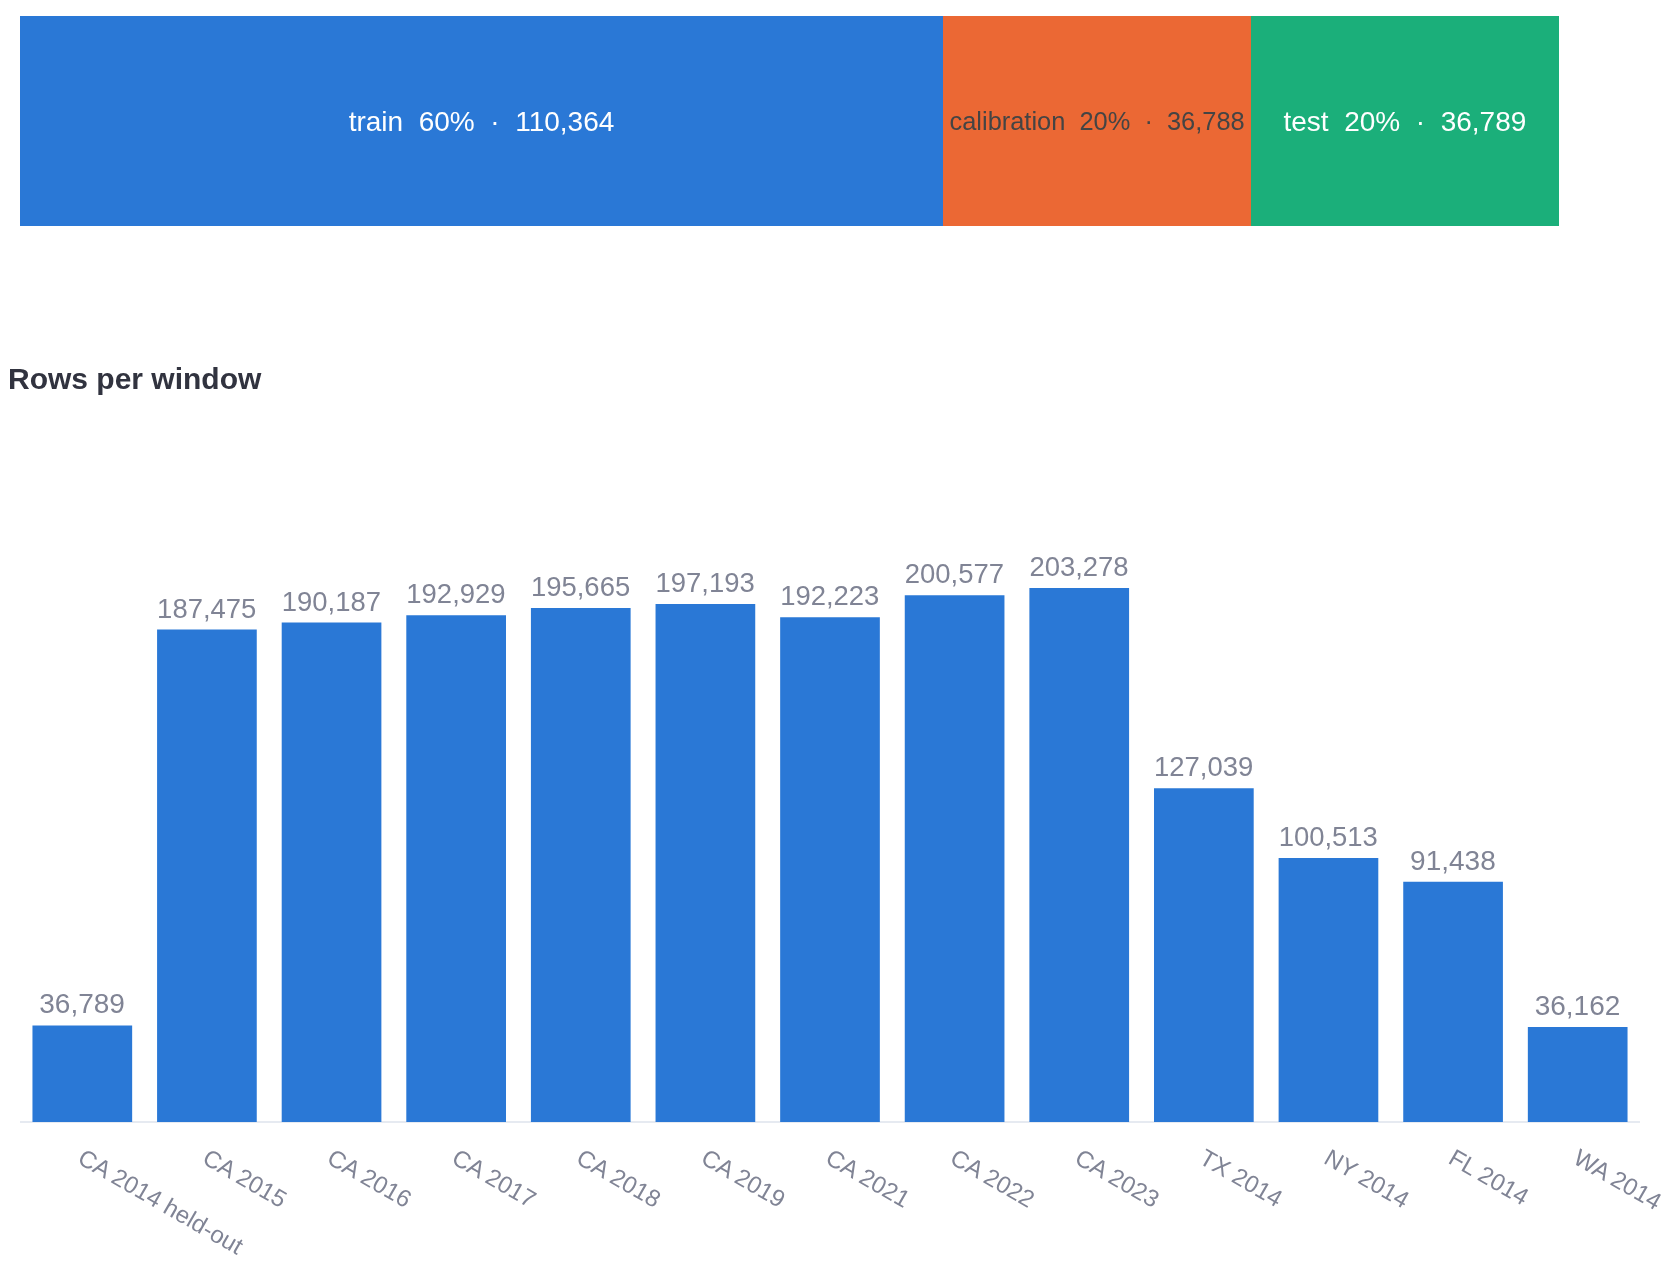 train 60% · 110,364
calibration 20% · 36,788
test 20% · 36,789
Rows per window
36,789
187,475
190,187
192,929
195,665
197,193
192,223
200,577
203,278
127,039
100,513
91,438
36,162
CA 2014 held-out
CA 2015
CA 2016
CA 2017
CA 2018
CA 2019
CA 2021
CA 2022
CA 2023
TX 2014
NY 2014
FL 2014
WA 2014